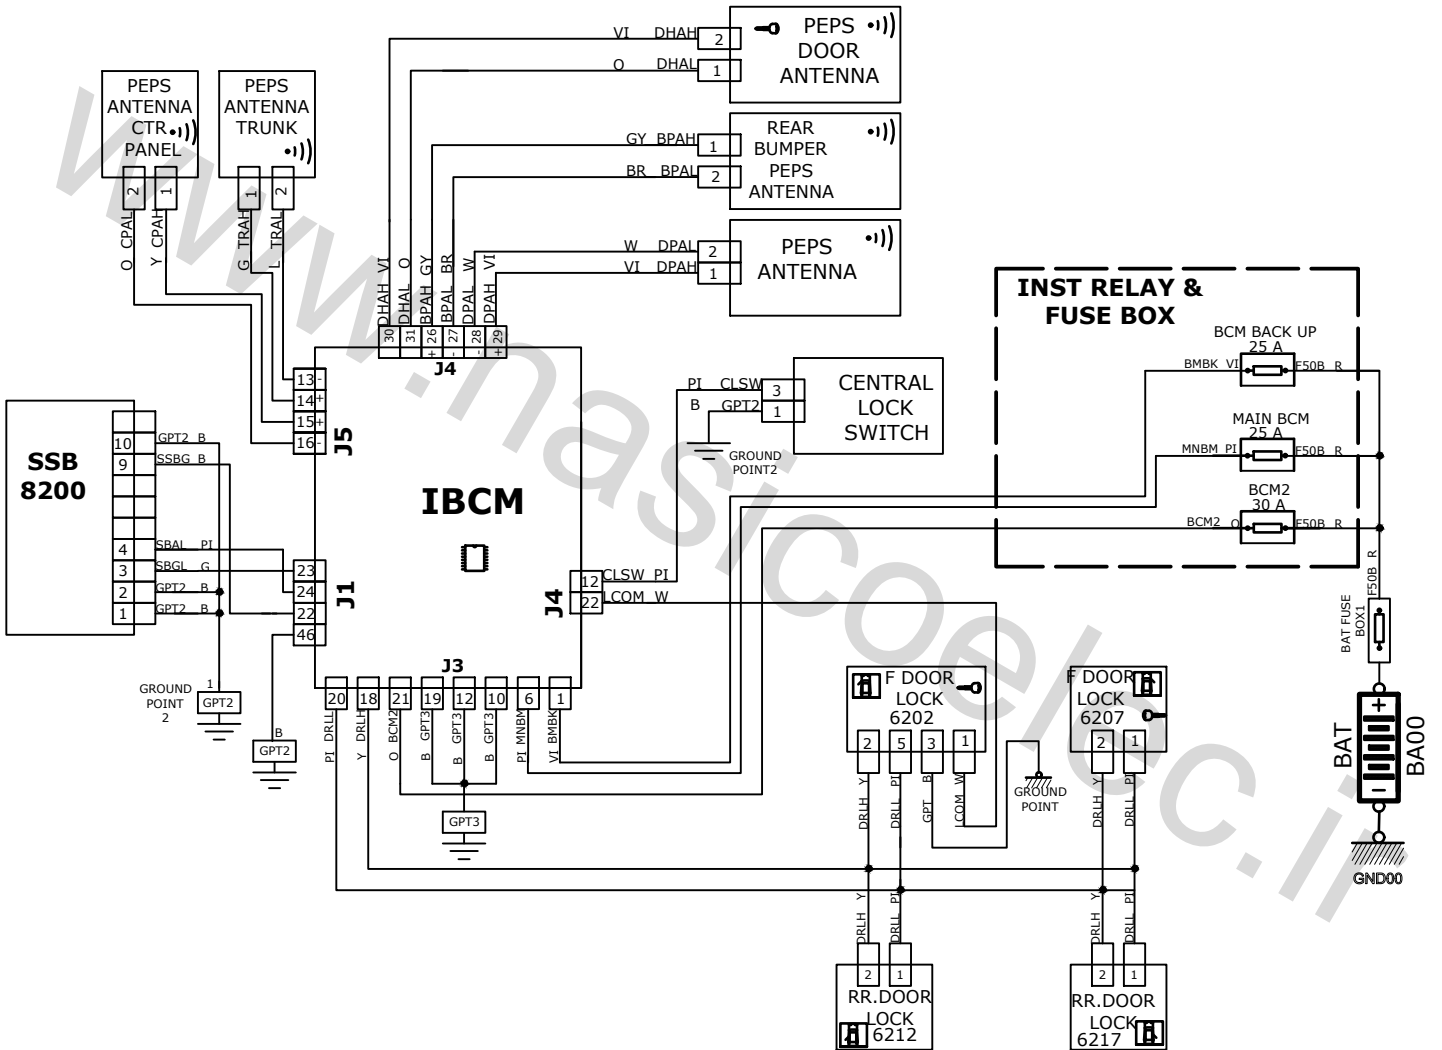 PEPS
ANTENNA
CTR
PANEL
2
1
O CPAL
Y CPAH
PEPS
ANTENNA
TRUNK
1
2
G TRAH
L TRAL
VI DHAH 2
O DHAL 1
PEPS
DOOR
ANTENNA
GY BPAH 1
BR BPAL 2
REAR
BUMPER
PEPS
ANTENNA
W DPAL 2
VI DPAH 1
PEPS
ANTENNA
DHAH VI
DHAL O
BPAH GY
BPAL BR
DPAL W
DPAH VI
30
31
+ 26
- 27
- 28
+ 29
J4
13 -
14 +
15 +
16 -
J5
IBCM
SSB
8200
10 GPT2 B
9 SSBG B
4 SBAL PI
3 SBGL G
2 GPT2 B
1 GPT2 B
23
24
22
46
J1
GROUND
POINT
2
1
GPT2
B
GPT2
PI CLSW 3
B GPT2 1
CENTRAL
LOCK
SWITCH
GROUND
POINT2
INST RELAY &
FUSE BOX
BCM BACK UP
25 A
BMBK VI F50B R
MAIN BCM
25 A
MNBM PI F50B R
BCM2
30 A
BCM2 O F50B R
F50B R
BAT FUSE
BOX1
BAT
+
-
BA00
GND00
12 CLSW PI
22 LCOM W
J4
J3
20
18
21
19
12
10
6
1
PI DRLL
Y DRLH
O BCM2
B GPT3
B GPT3
B GPT3
PI MNBM
VI BMBK
GPT3
F DOOR
LOCK
6202
2
5
3
1
DRLH Y
DRLL PI
GPT B
LCOM W
GROUND
POINT
F DOOR
LOCK
6207
2
1
DRLH Y
DRLL PI
DRLH Y
DRLL PI
2
1
RR.DOOR
LOCK
6212
DRLH Y
DRLL PI
2
1
RR.DOOR
LOCK
6217
www.nasicoelec.ir